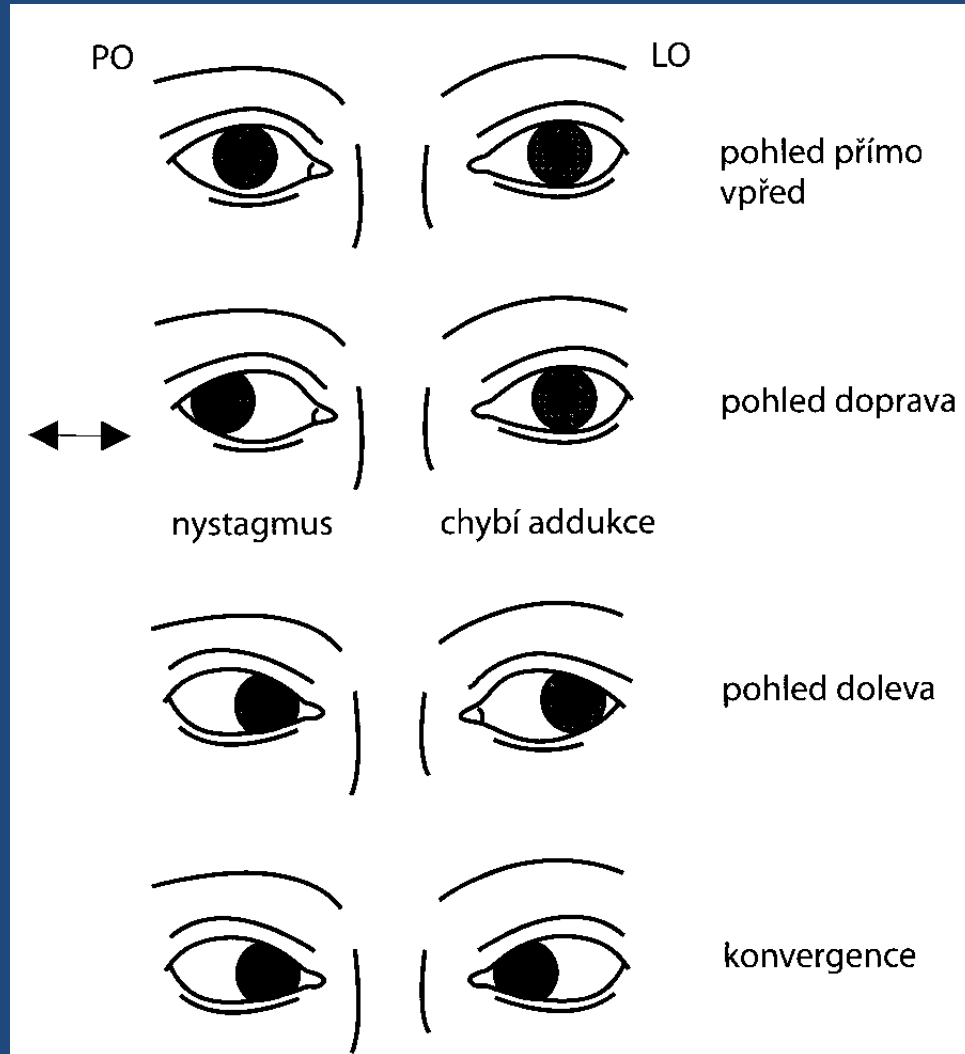 PO
LO
pohled přímo
vpřed
pohled doprava
nystagmus
chybí addukce
pohled doleva
konvergence